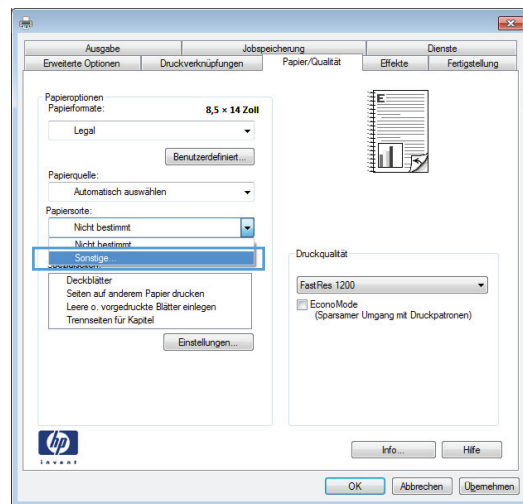 Ausgabe Jobspeicherung Dienste
Erweiterte Optionen Druckverknüpfungen Papier/Qualität Effekte Fertigstellung
Papieroptionen
Papierformate: 8,5 × 14 Zoll
Legal
Benutzerdefiniert...
Papierquelle:
Automatisch auswählen
Papiersorte:
Nicht bestimmt
Nicht bestimmt
Sonstige...
Spezialseiten:
Deckblätter
Seiten auf anderem Papier drucken
Leere o. vorgedruckte Blätter einlegen
Trennseiten für Kapitel
Einstellungen...
E
Druckqualität
FastRes 1200
EconoMode
(Sparsamer Umgang mit Druckpatronen)
hp
invent
Info... Hilfe
OK Abbrechen Übernehmen